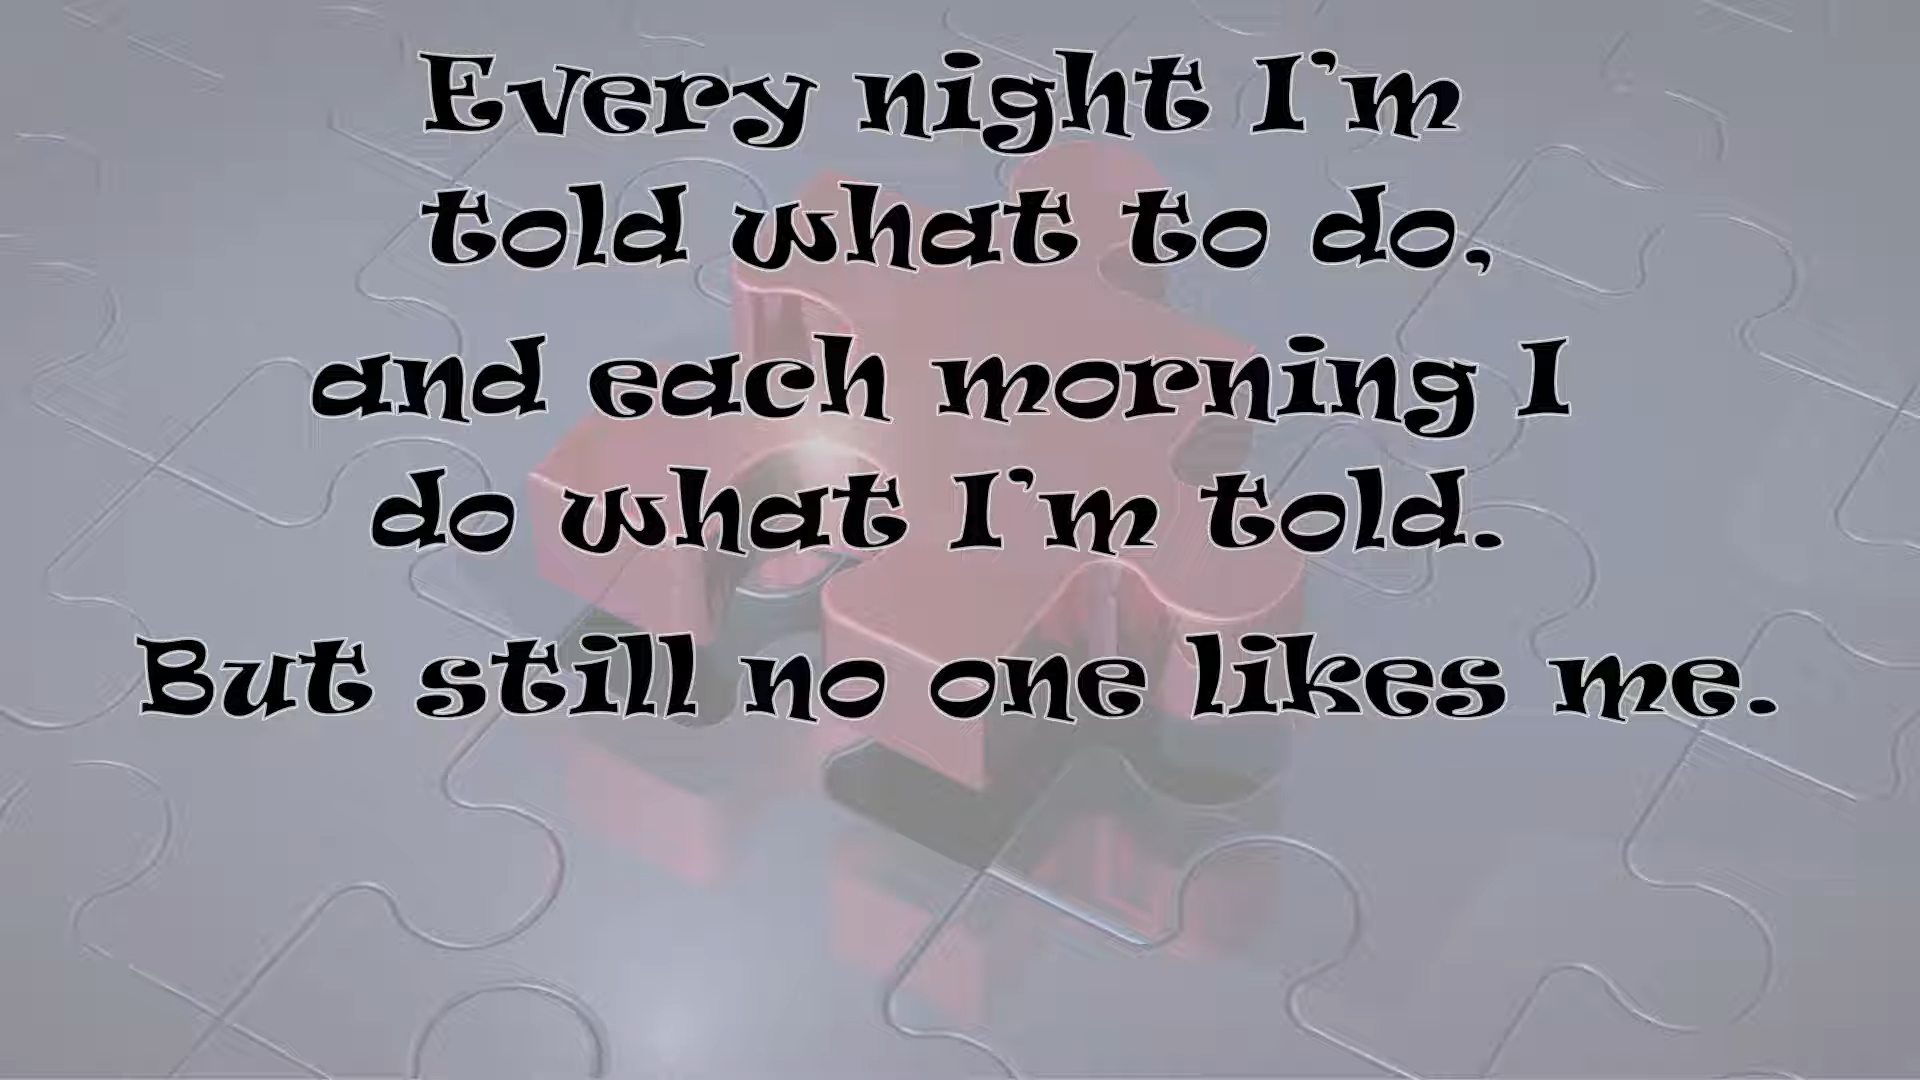 Every night I'm
told what to do,
and each morning I
do what I'm told.
But still no one likes me.